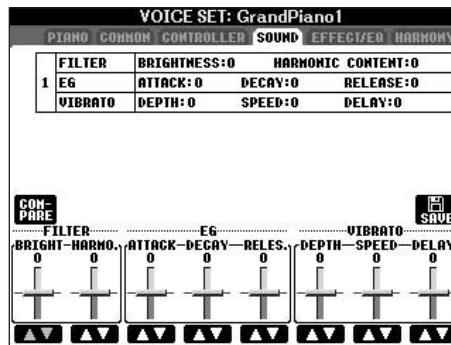 VOICE SET: GrandPiano1
PIANO COMMON CONTROLLER SOUND EFFECT/EQ HARMONY
FILTER BRIGHTNESS:0 HARMONIC CONTENT:0
1 EG ATTACK:0 DECAY:0 RELEASE:0
VIBRATO DEPTH:0 SPEED:0 DELAY:0
COM-
PARE
SAVE
FILTER EG VIBRATO
BRIGHT HARMO. ATTACK DECAY RELES. DEPTH SPEED DELAY
0 0 0 0 0 0 0 0